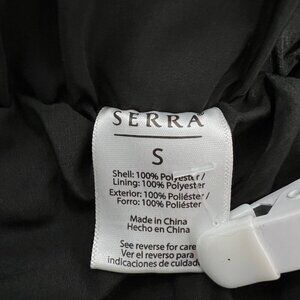 SERRA
S
Shell: 100% Polyester/
Lining: 100% Polyester
Exterior: 100% Poliéster/
Forro: 100% Poliéster
Made in China
Hecho en China
See reverse for care
Ver el reverso para
indicaciones de cuidado